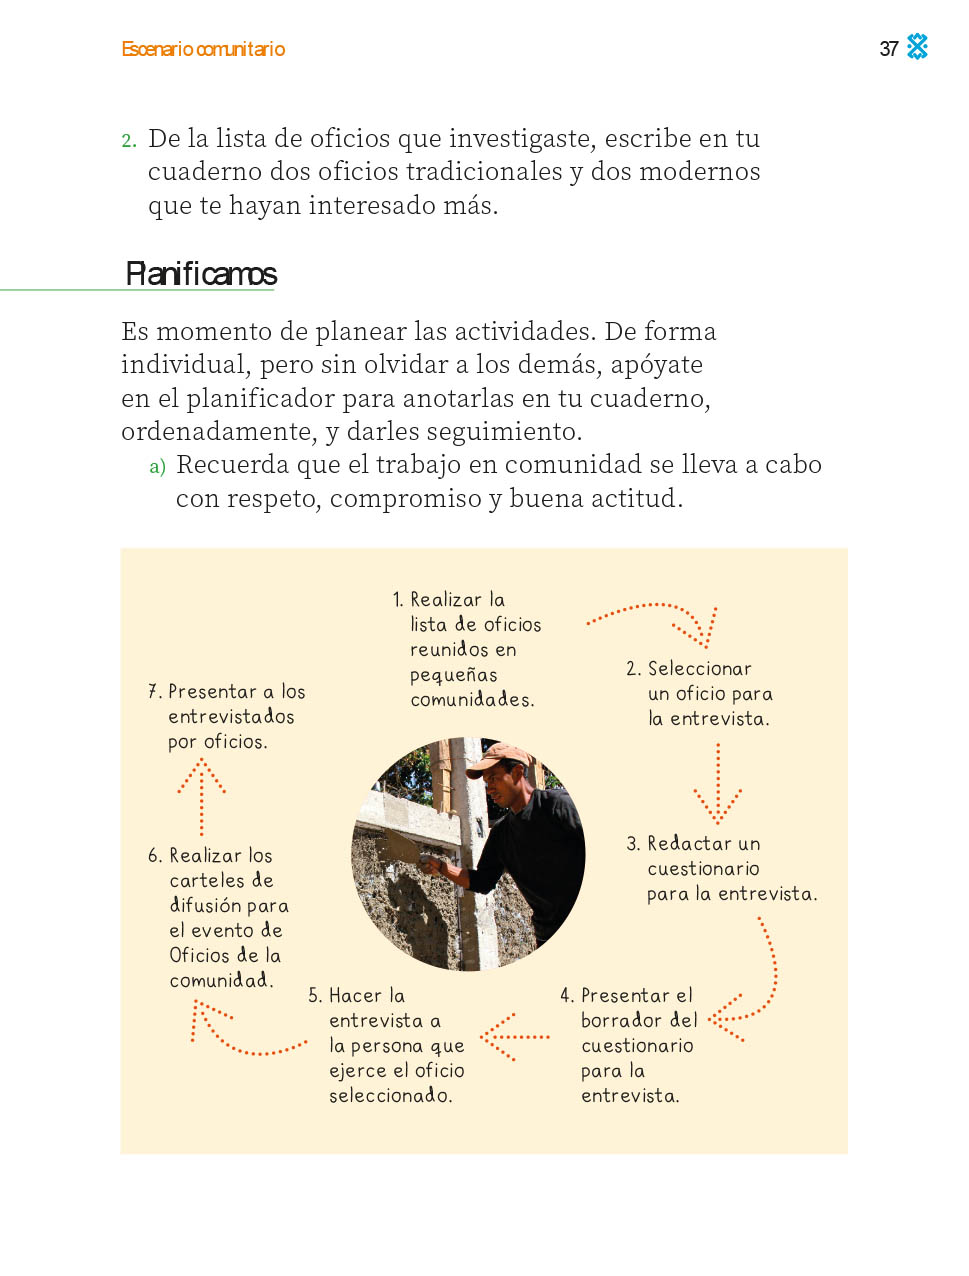 Escenario comunitario
37
2. De la lista de oficios que investigaste, escribe en tu
cuaderno dos oficios tradicionales y dos modernos
que te hayan interesado más.
Planificamos
Es momento de planear las actividades. De forma
individual, pero sin olvidar a los demás, apóyate
en el planificador para anotarlas en tu cuaderno,
ordenadamente, y darles seguimiento.
a) Recuerda que el trabajo en comunidad se lleva a cabo
con respeto, compromiso y buena actitud.
1. Realizar la
lista de oficios
reunidos en
pequeñas
comunidades.
2. Seleccionar
un oficio para
la entrevista.
3. Redactar un
cuestionario
para la entrevista.
4. Presentar el
borrador del
cuestionario
para la
entrevista.
5. Hacer la
entrevista a
la persona que
ejerce el oficio
seleccionado.
6. Realizar los
carteles de
difusión para
el evento de
Oficios de la
comunidad.
7. Presentar a los
entrevistados
por oficios.